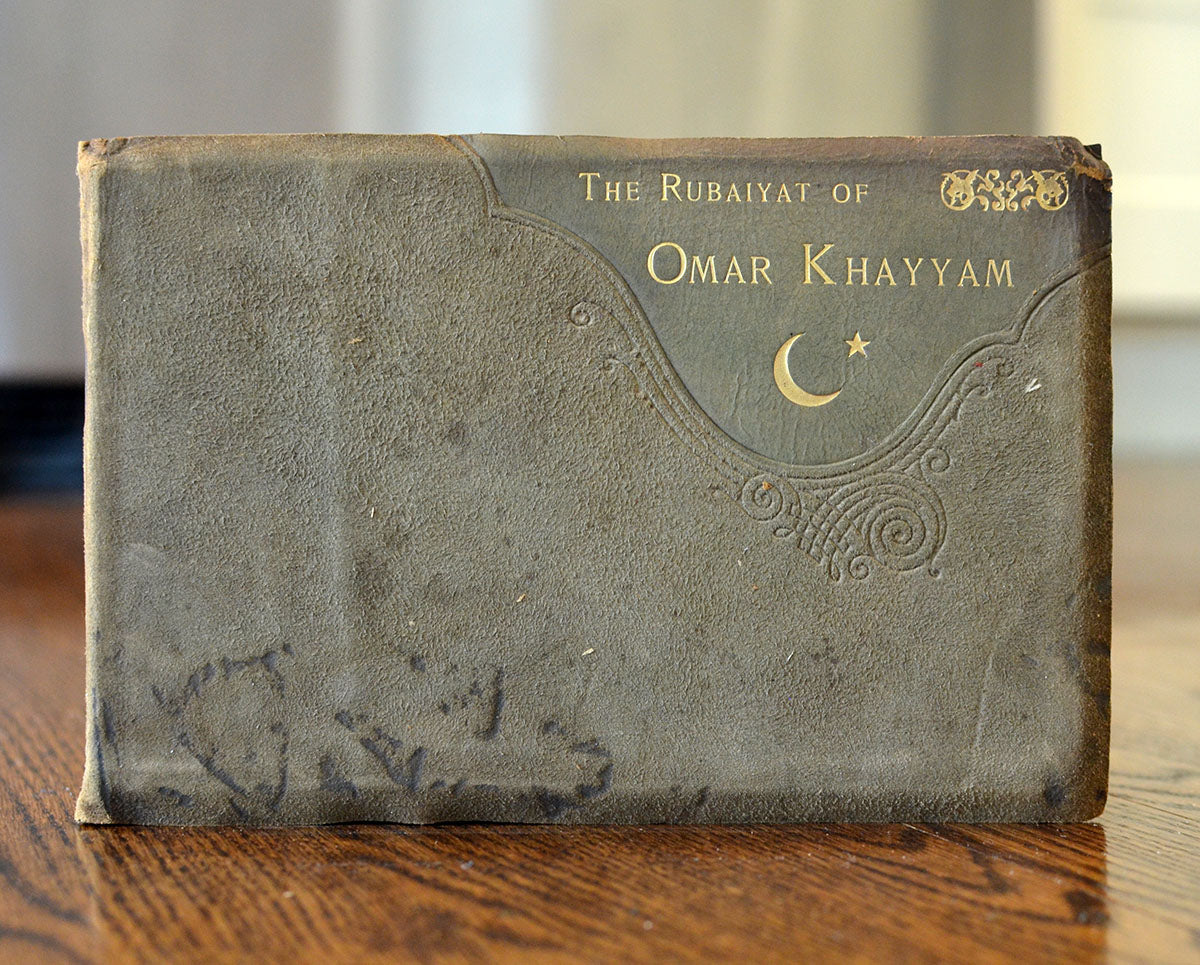 The Rubaiyat of
Omar Khayyam